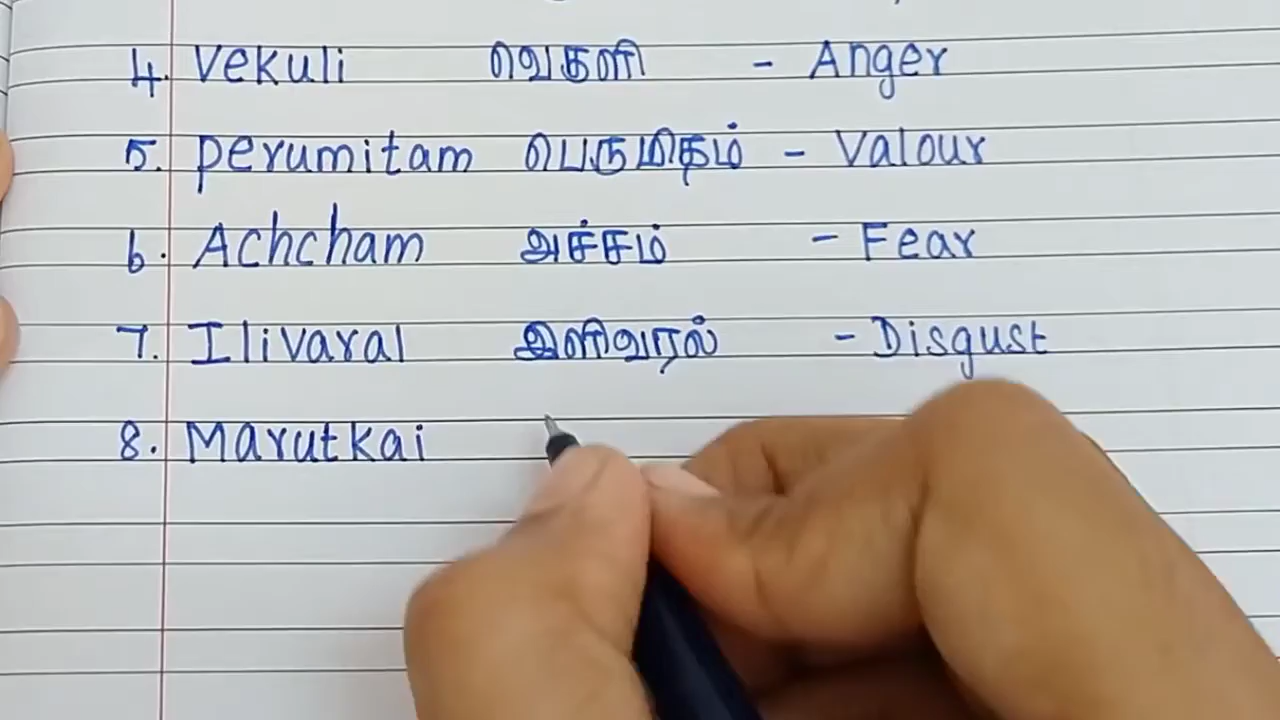 4. Vekuli வெகுளி - Anger
5. Perumitam பெருமிதம் - Valour
6. Achcham அச்சம் - Fear
7. Ilivaral இளிவரல் - Disgust
8. Marutkai